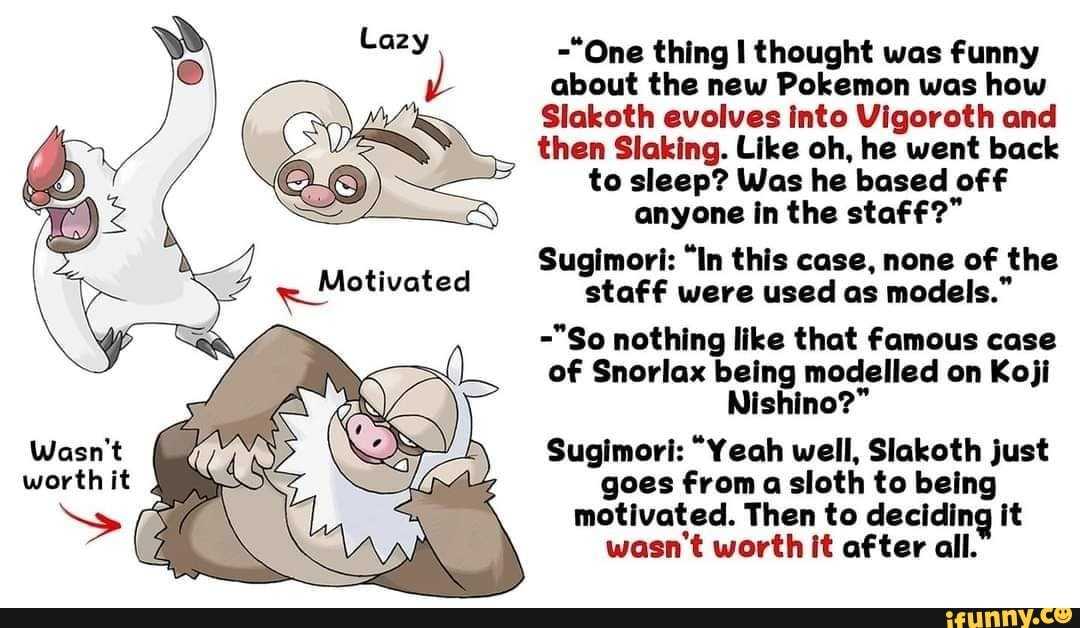 Lazy
Motivated
Wasn't
worth it
-"One thing I thought was funny
about the new Pokemon was how
Slakoth evolves into Vigoroth and
then Slaking. Like oh, he went back
to sleep? Was he based off
anyone in the staff?"
Sugimori: "In this case, none of the
staff were used as models."
-"So nothing like that famous case
of Snorlax being modelled on Koji
Nishino?"
Sugimori: "Yeah well, Slakoth just
goes from a sloth to being
motivated. Then to deciding it
wasn't worth it after all."
ifunny.co